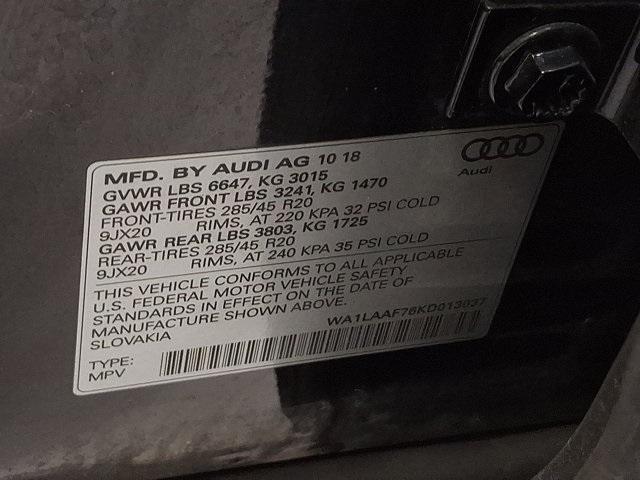 MFD. BY AUDI AG 10 18
Audi
GVWR LBS 6647, KG 3015
GAWR FRONT LBS 3241, KG 1470
FRONT-TIRES 285/45 R20
9JX20 RIMS, AT 220 KPA 32 PSI COLD
GAWR REAR LBS 3803, KG 1725
REAR-TIRES 285/45 R20
9JX20 RIMS, AT 240 KPA 35 PSI COLD
THIS VEHICLE CONFORMS TO ALL APPLICABLE
U.S. FEDERAL MOTOR VEHICLE SAFETY
STANDARDS IN EFFECT ON THE DATE OF
MANUFACTURE SHOWN ABOVE.
SLOVAKIA
WA1LAAF76KD013037
TYPE:
MPV